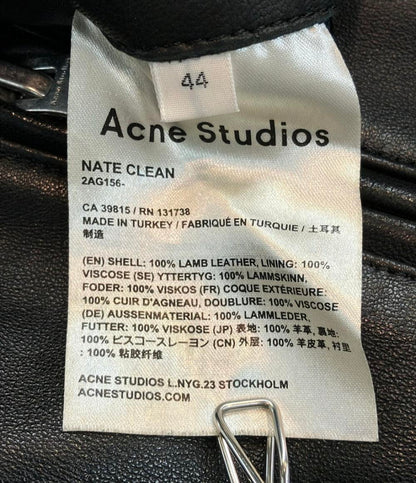 44
Acne Studios
NATE CLEAN
2AG156-
CA 39815 / RN 131738
MADE IN TURKEY / FABRIQUÉ EN TURQUIE / 土耳其
制造
(EN) SHELL: 100% LAMB LEATHER, LINING: 100%
VISCOSE (SE) YTTERTYG: 100% LAMMSKINN,
FODER: 100% VISKOS (FR) COQUE EXTÉRIEURE:
100% CUIR D'AGNEAU, DOUBLURE: 100% VISCOSE
(DE) AUSSENMATERIAL: 100% LAMMLEDER,
FUTTER: 100% VISKOSE (JP) 表地: 100% 羊革, 裏地:
100% ビスコースレーヨン (CN) 外层: 100% 羊皮革, 衬里
: 100% 粘胶纤维
ACNE STUDIOS L.NYG.23 STOCKHOLM
ACNESTUDIOS.COM